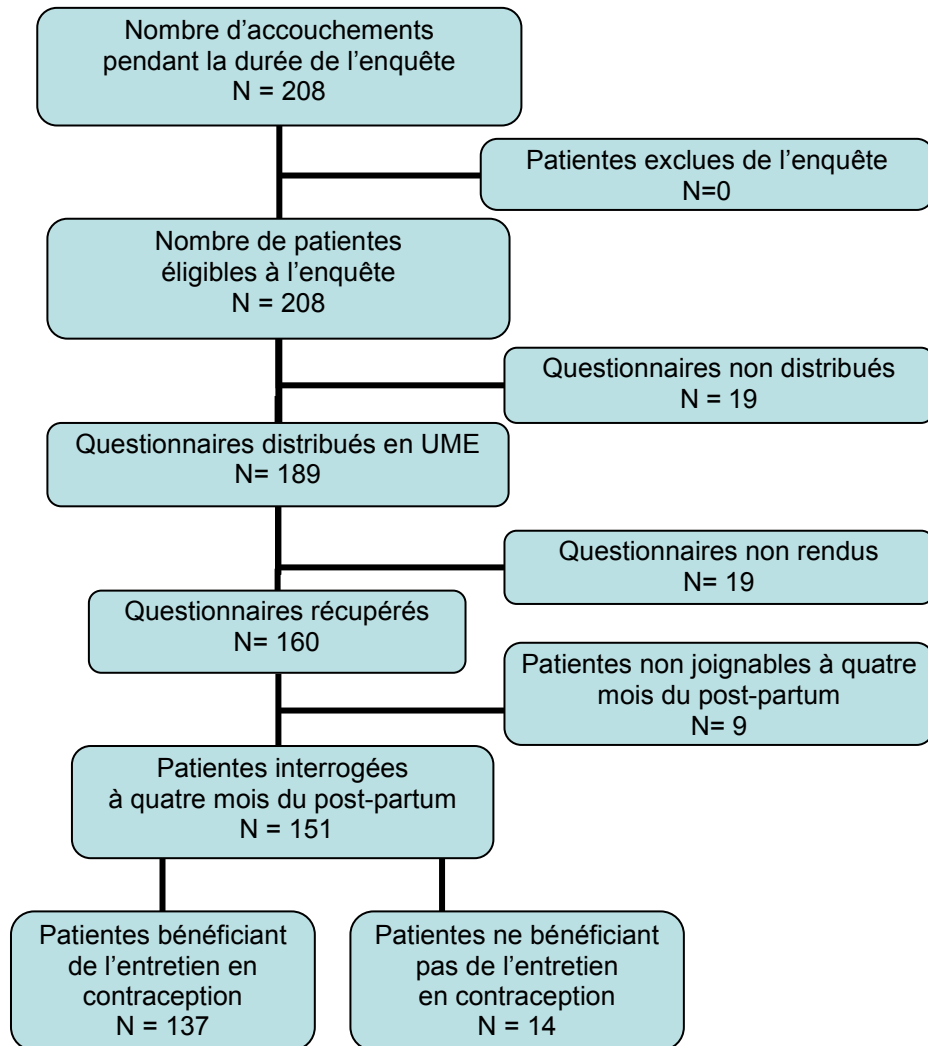 Nombre d’accouchements
pendant la durée de l’enquête
N = 208
Patientes exclues de l’enquête
N=0
Nombre de patientes
éligibles à l’enquête
N = 208
Questionnaires non distribués
N = 19
Questionnaires distribués en UME
N= 189
Questionnaires non rendus
N= 19
Questionnaires récupérés
N= 160
Patientes non joignables à quatre
mois du post-partum
N= 9
Patientes interrogées
à quatre mois du post-partum
N = 151
Patientes bénéficiant
de l’entretien en
contraception
N = 137
Patientes ne bénéficiant
pas de l’entretien
en contraception
N = 14